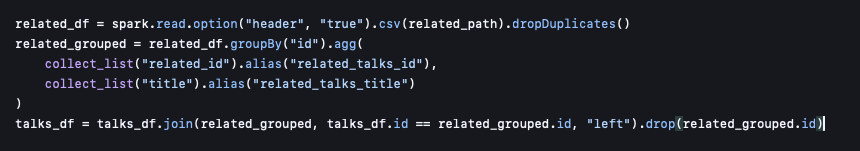 related_df = spark.read.option("header", "true").csv(related_path).dropDuplicates()
related_grouped = related_df.groupBy("id").agg(
    collect_list("related_id").alias("related_talks_id"),
    collect_list("title").alias("related_talks_title")
)
talks_df = talks_df.join(related_grouped, talks_df.id == related_grouped.id, "left").drop(related_grouped.id)